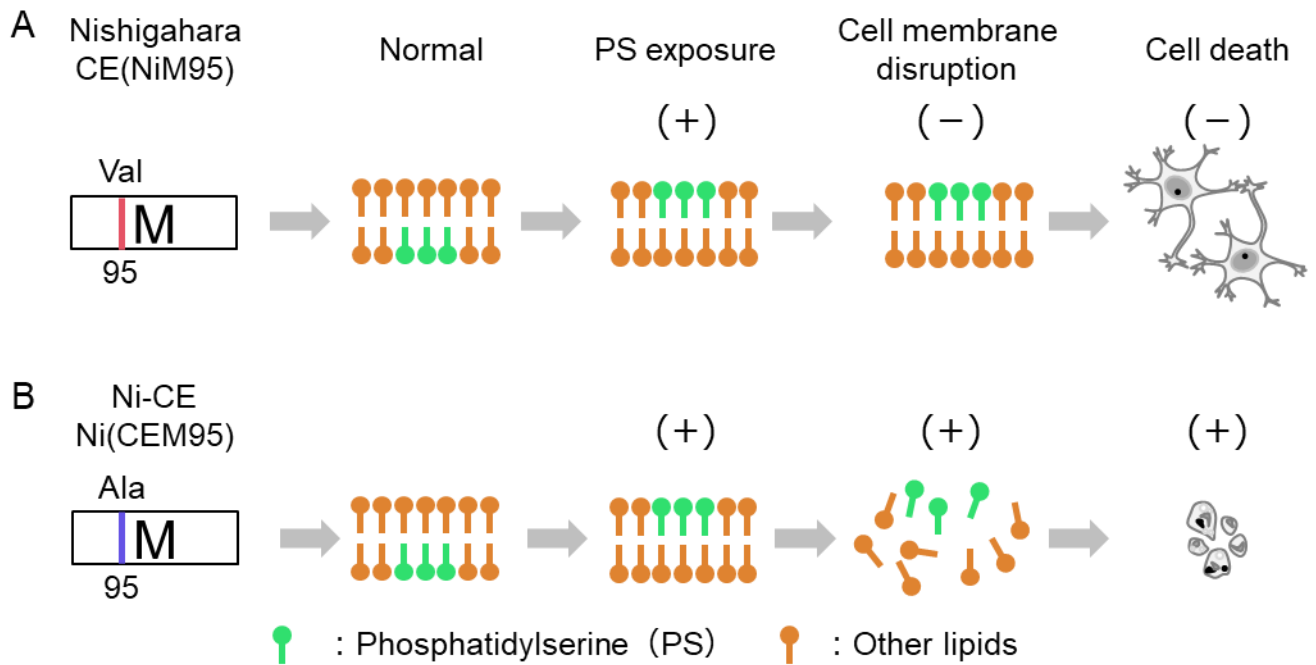 A
Nishigahara
CE(NiM95)
Normal
PS exposure
Cell membrane
disruption
Cell death
(+)
(−)
(−)
Val
M
95
B
Ni-CE
Ni(CEM95)
(+)
(+)
(+)
Ala
M
95
: Phosphatidylserine（PS）
: Other lipids